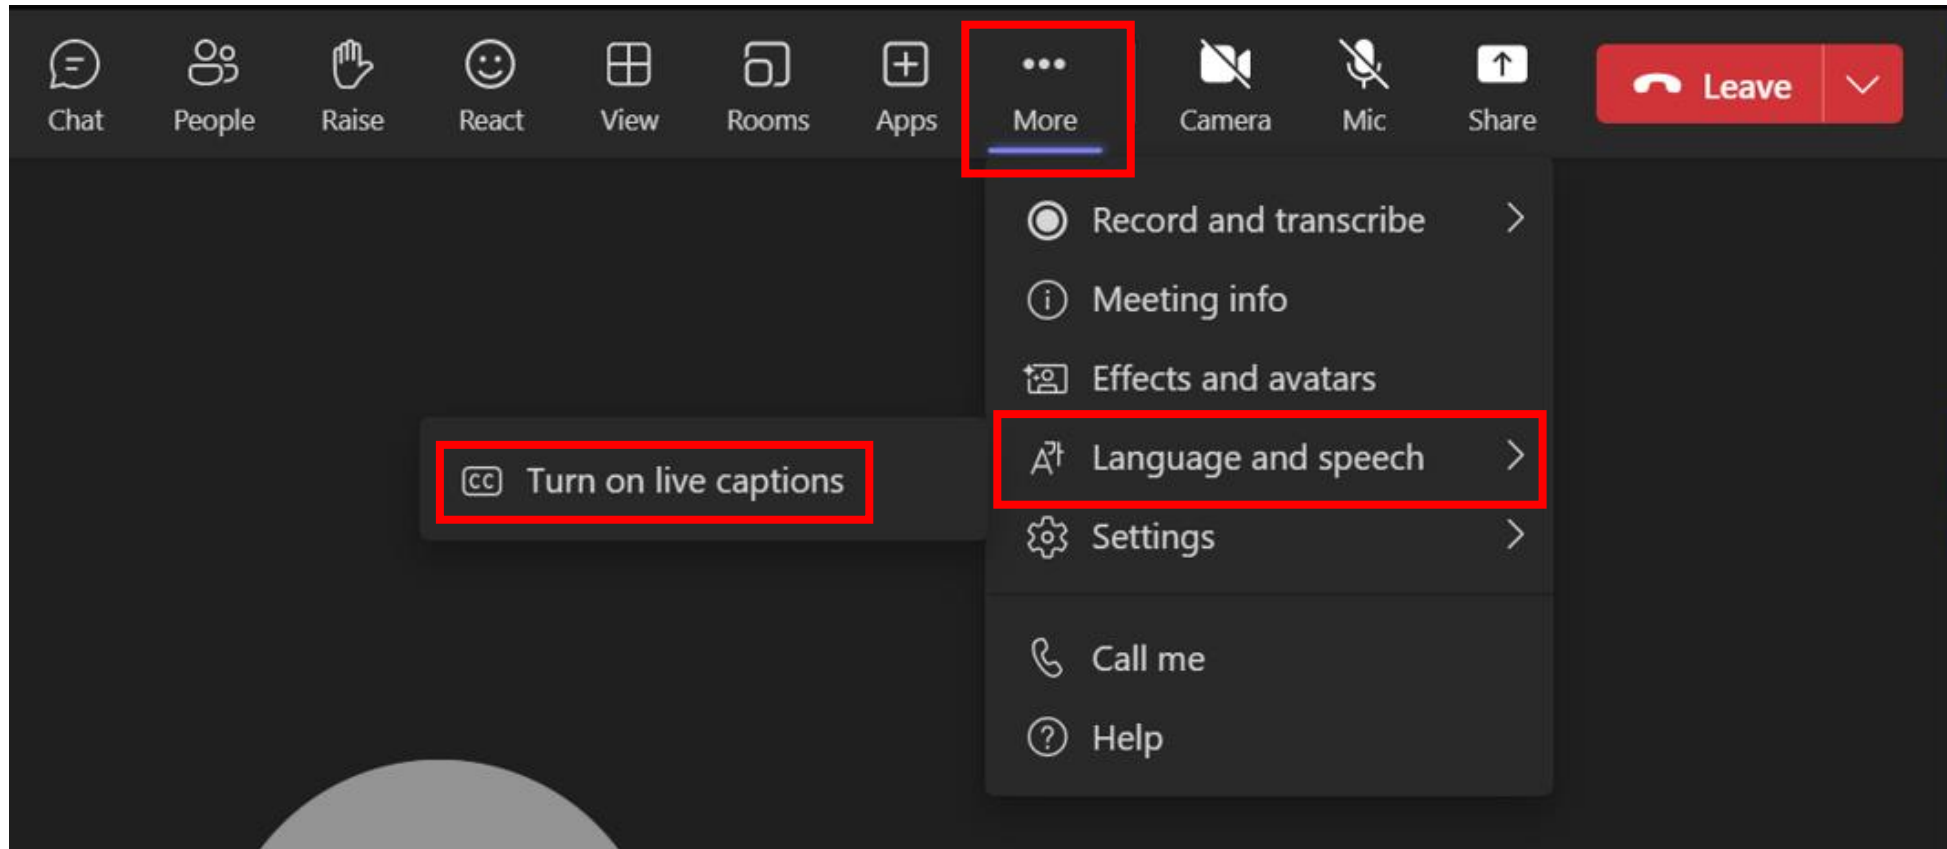 Chat People Raise React View Rooms Apps More Camera Mic Share Leave
Record and transcribe
Meeting info
Effects and avatars
Language and speech
CC Turn on live captions
Settings
Call me
Help